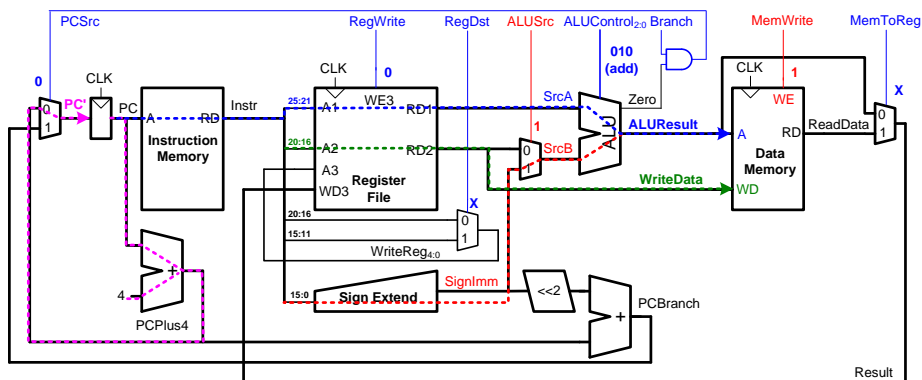 PCSrc
RegWrite
RegDst
ALUSrc
ALUControl2:0
Branch
MemWrite
MemToReg
0
0
1
010
(add)
1
X
CLK
PC'
PC
0
1
A
RD
Instruction
Memory
Instr
25:21
20:16
20:16
15:11
15:0
CLK
WE3
A1
RD1
A2
RD2
A3
WD3
Register
File
X
0
1
WriteReg4:0
Sign Extend
SignImm
0
1
SrcA
SrcB
ALU
Zero
ALUResult
WriteData
CLK
WE
A
RD
Data
Memory
WD
ReadData
0
1
4
+
PCPlus4
<<2
+
PCBranch
Result